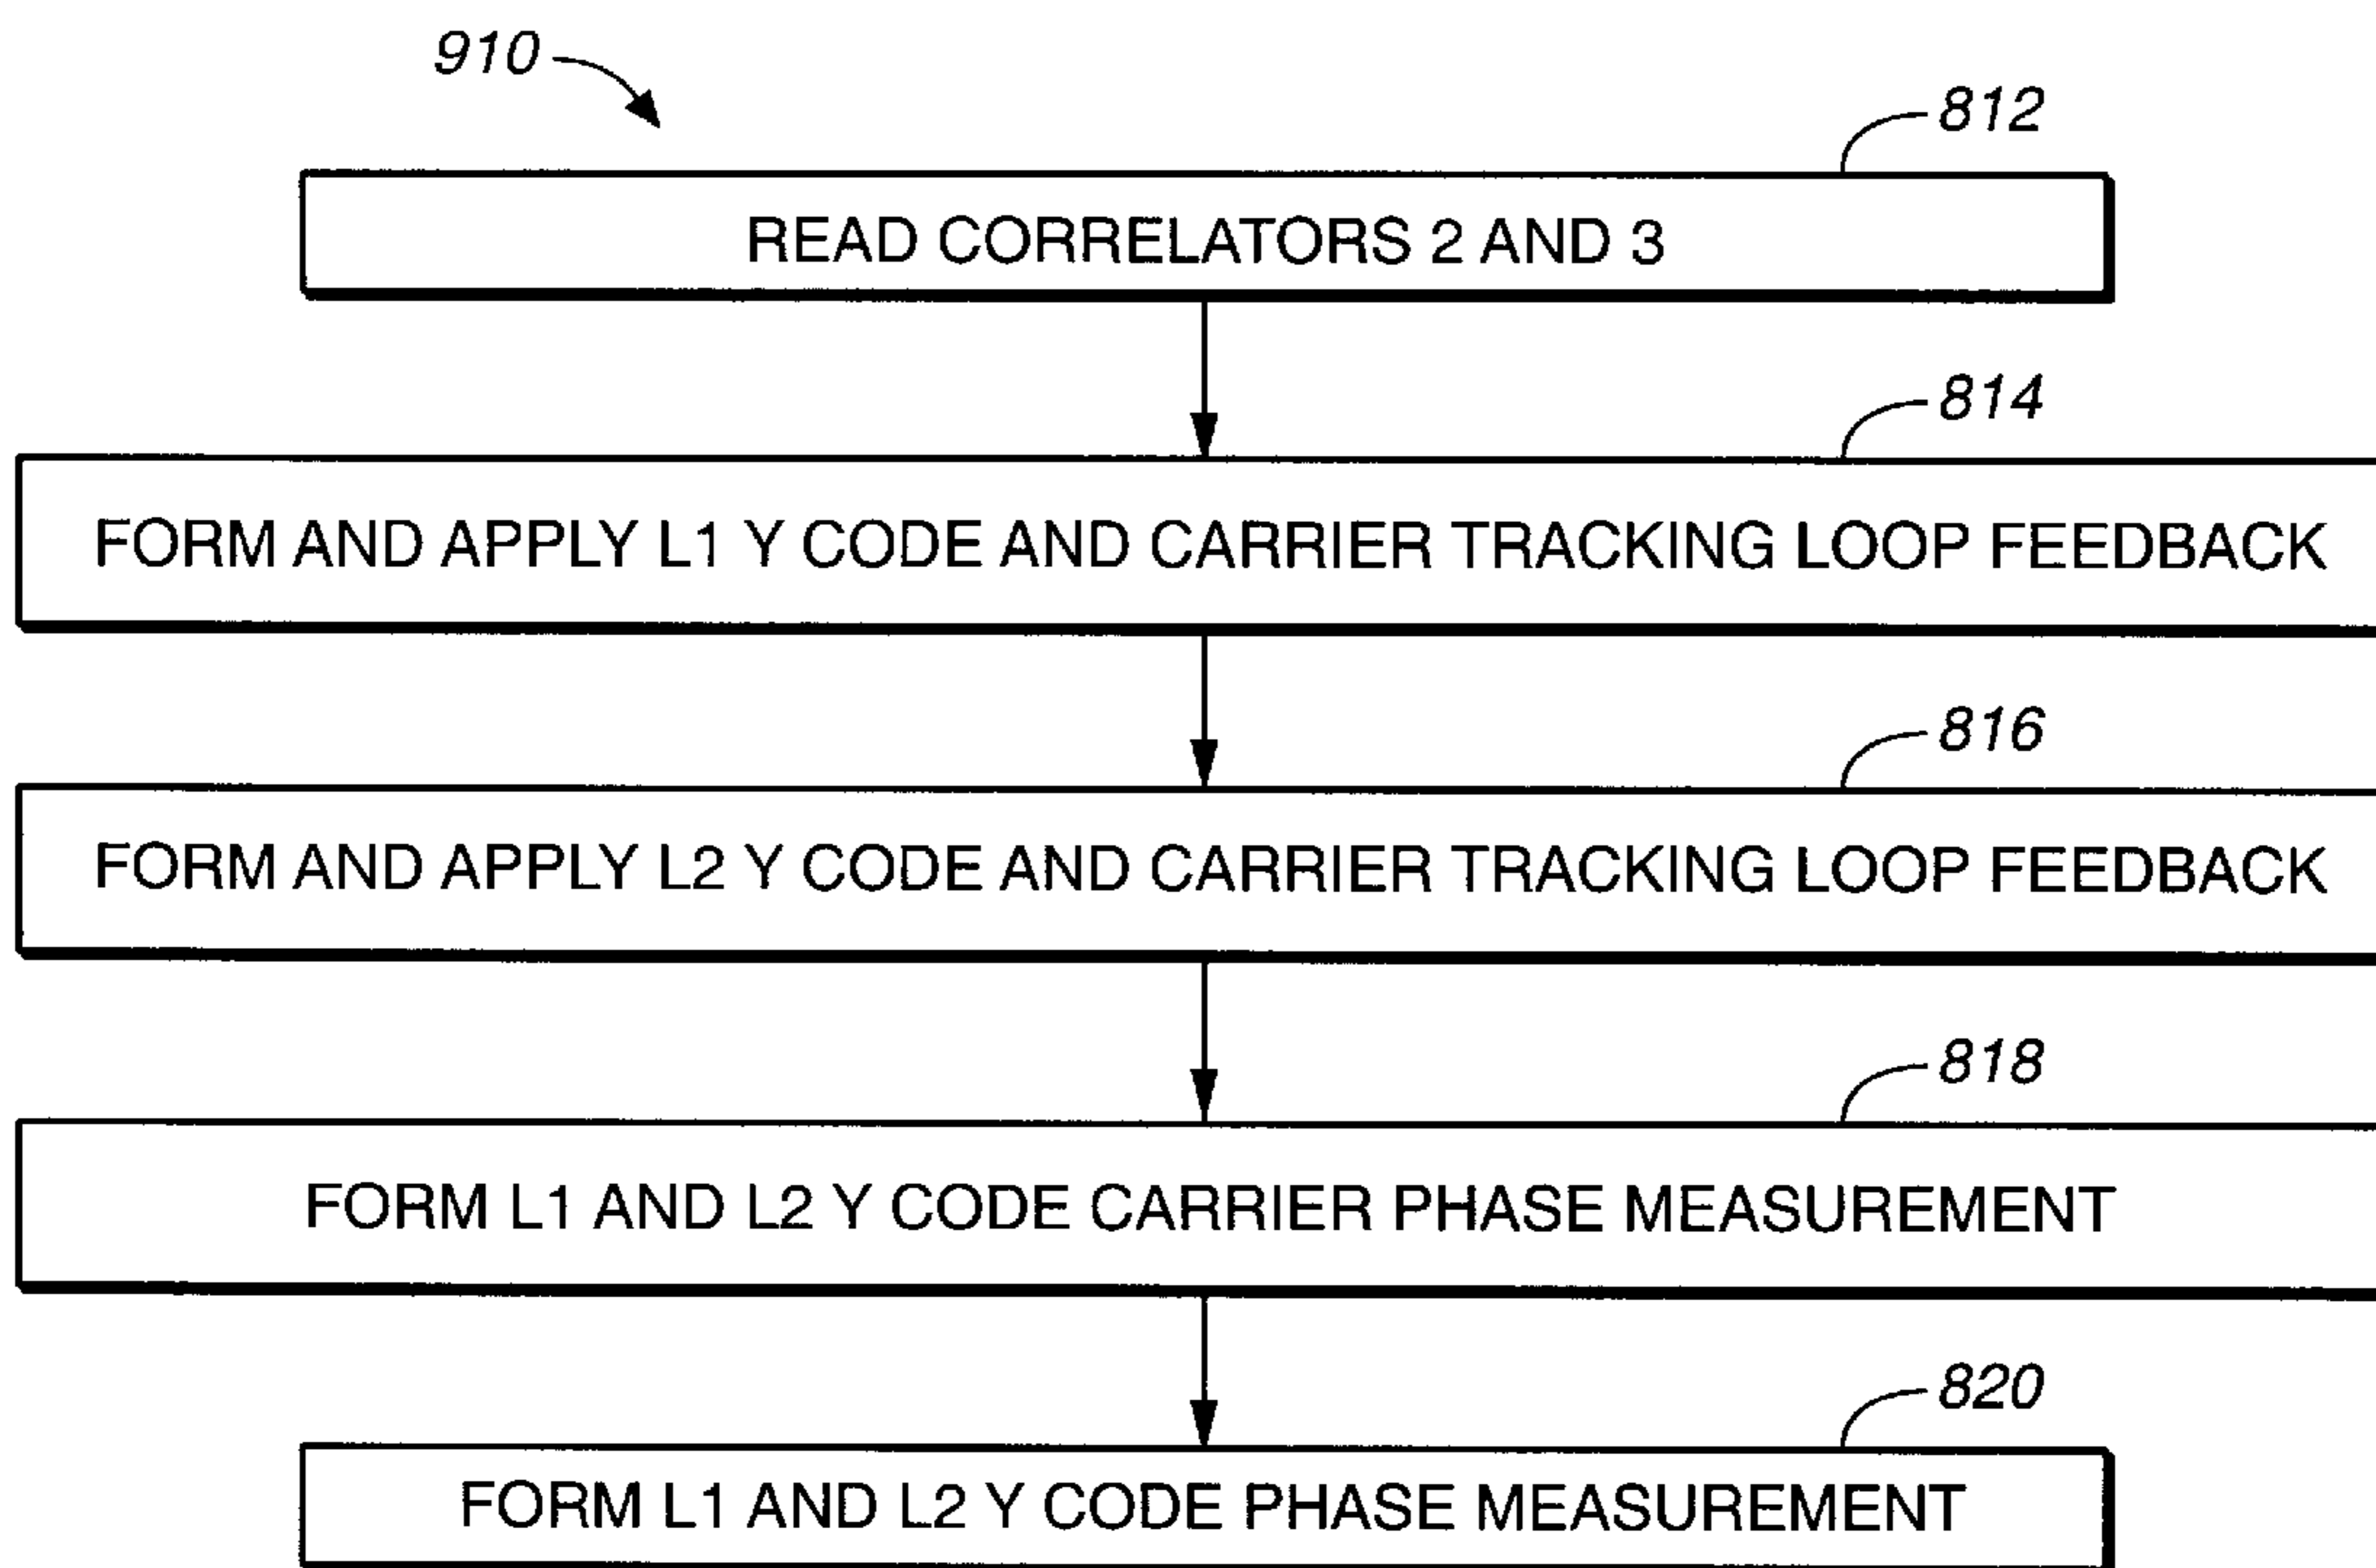 910
812
READ CORRELATORS 2 AND 3
814
FORM AND APPLY L1 Y CODE AND CARRIER TRACKING LOOP FEEDBACK
816
FORM AND APPLY L2 Y CODE AND CARRIER TRACKING LOOP FEEDBACK
818
FORM L1 AND L2 Y CODE CARRIER PHASE MEASUREMENT
820
FORM L1 AND L2 Y CODE PHASE MEASUREMENT